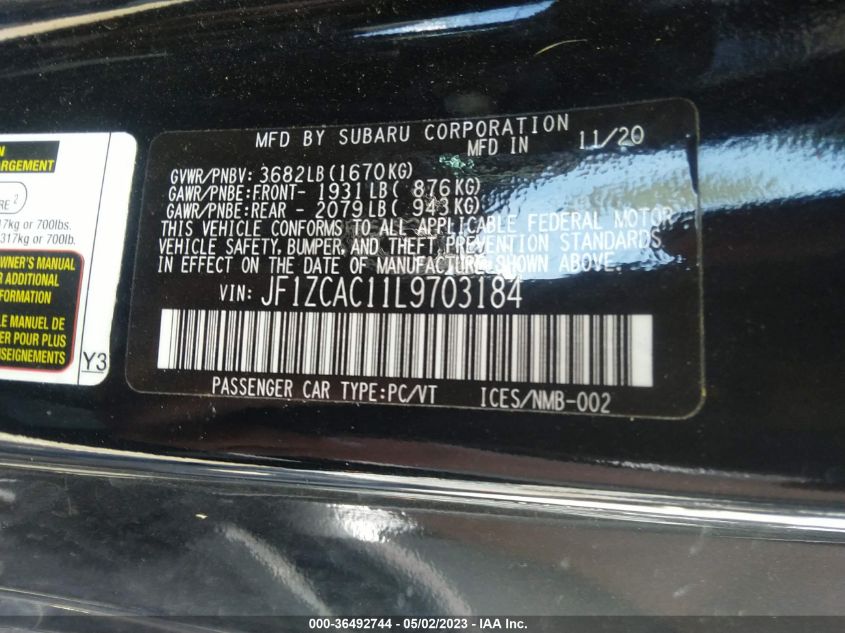 MFD BY SUBARU CORPORATION
MFD IN 11/20
GVWR/PNBV: 3682LB(1670KG)
GAWR/PNBE:FRONT- 1931LB( 876KG)
GAWR/PNBE:REAR - 2079LB( 943KG)
THIS VEHICLE CONFORMS TO ALL APPLICABLE FEDERAL MOTOR
VEHICLE SAFETY, BUMPER, AND THEFT PREVENTION STANDARDS
IN EFFECT ON THE DATE OF MANUFACTURE SHOWN ABOVE.
VIN: JF1ZCAC11L9703184
PASSENGER CAR TYPE:PC/VT ICES/NMB-002
17kg or 700lbs.
317kg or 700lb.
OWNER'S MANUAL
ADDITIONAL
INFORMATION
LE MANUEL DE
POUR PLUS
Y3
000-36492744 - 05/02/2023 - IAA Inc.